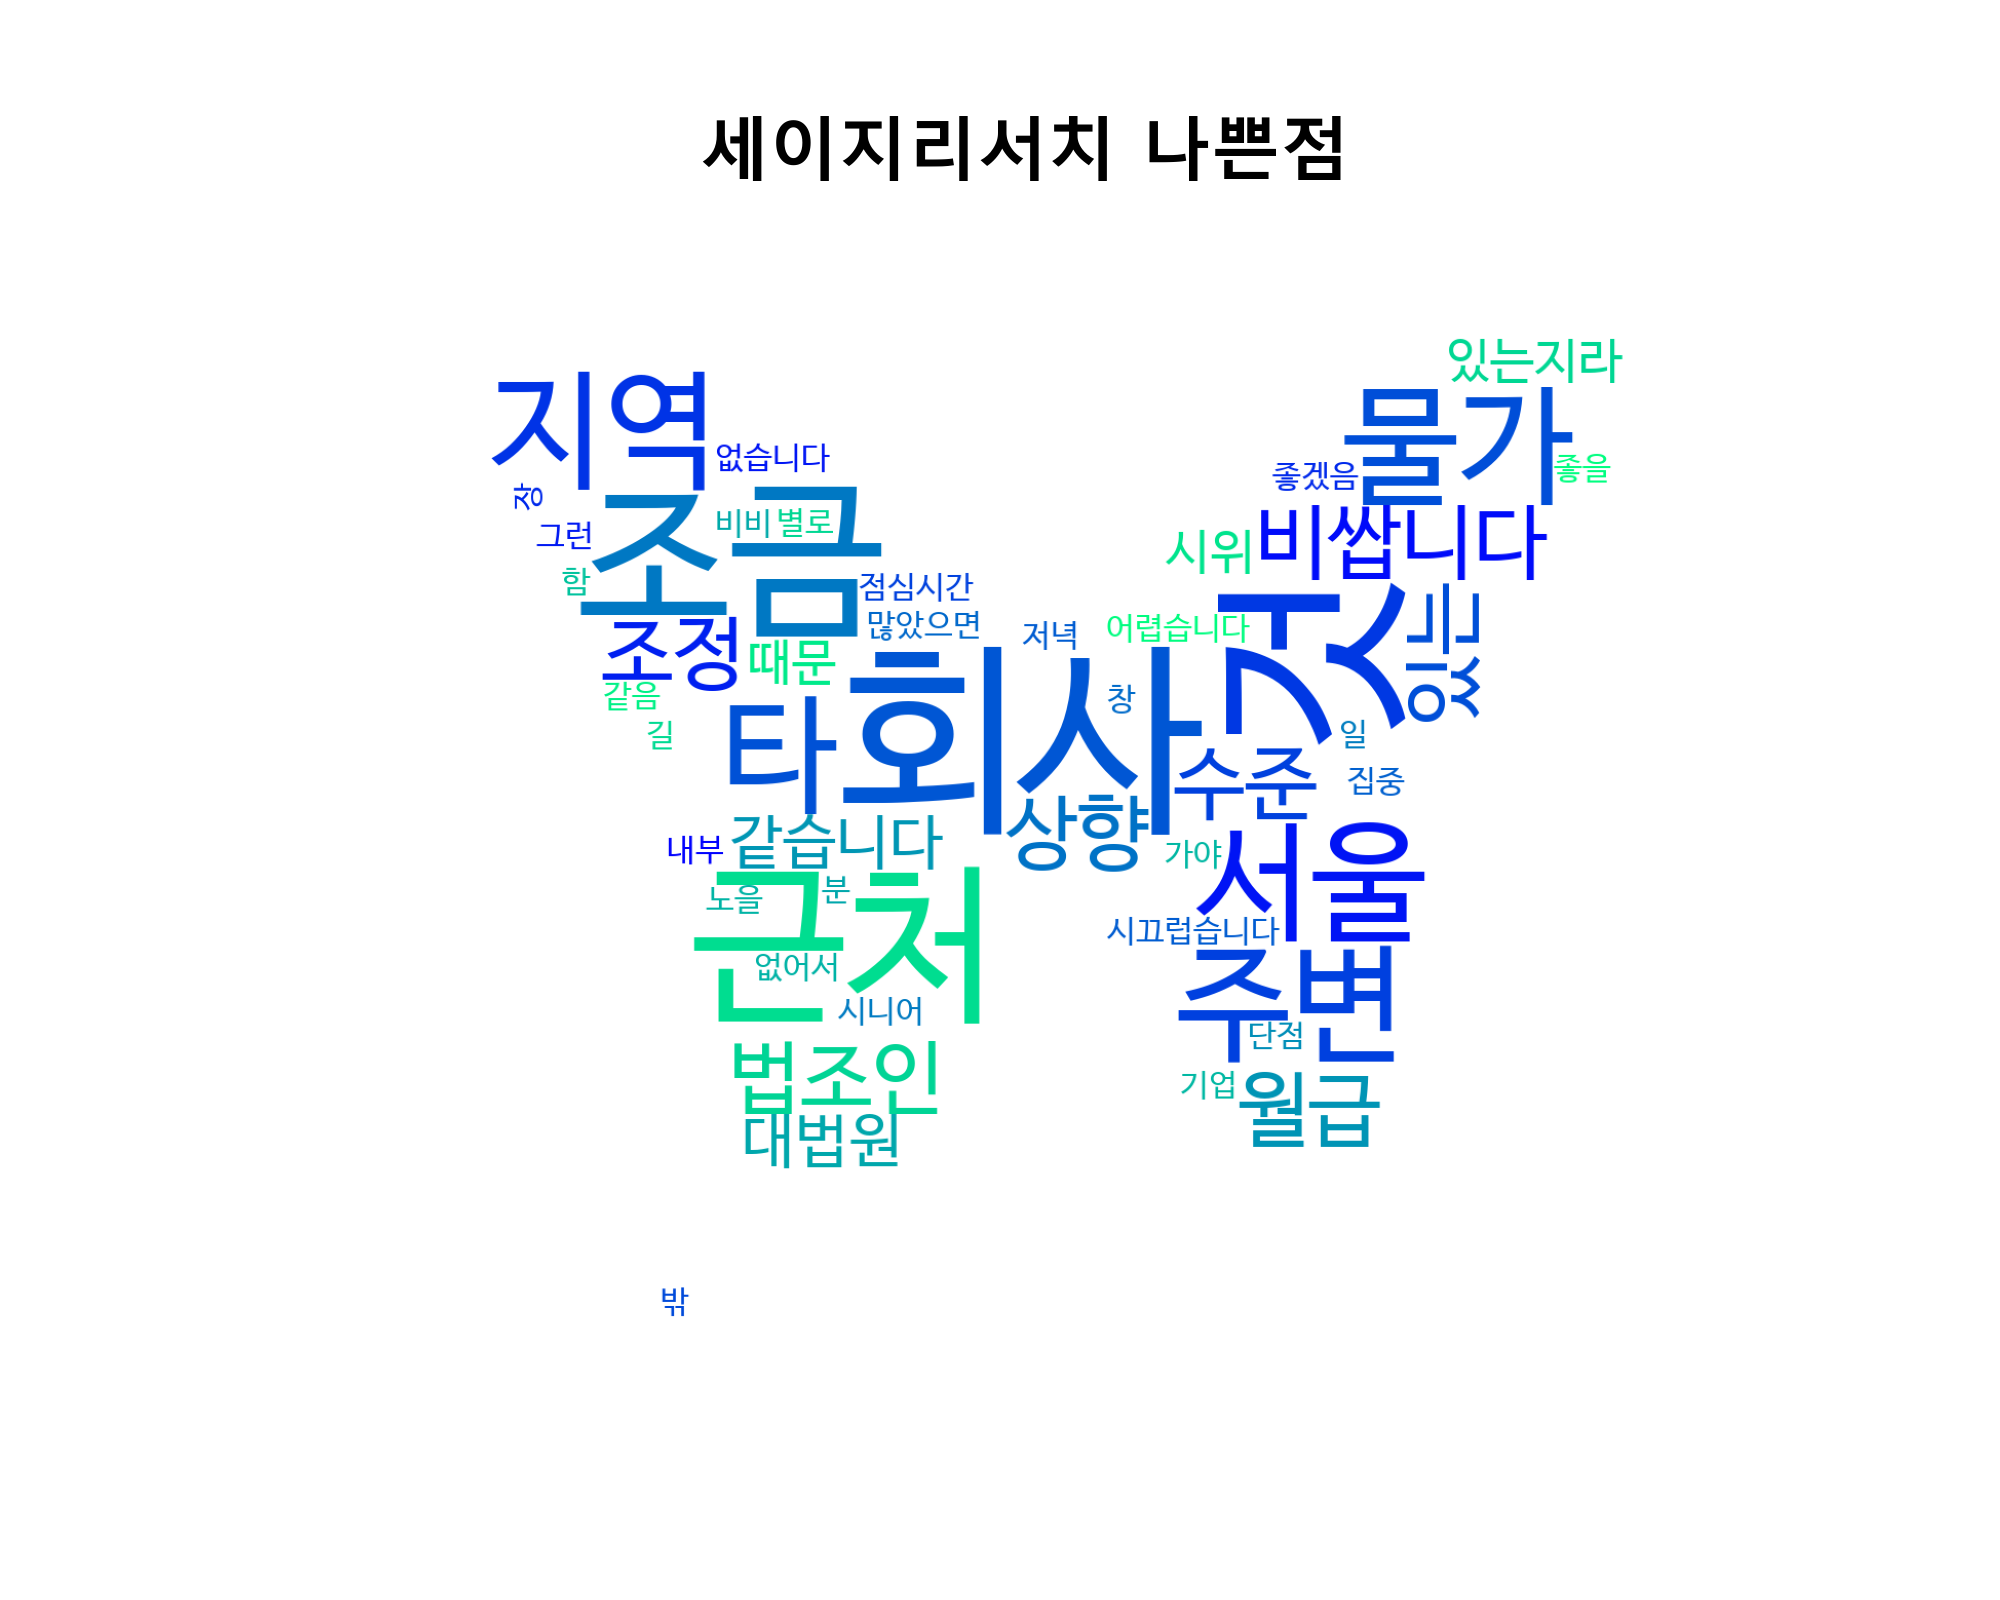 세이지리서치 나쁜점
있는지라
지역
물가
없습니다
좋겠음
좋을
장
그런
조금
비비
별로
시위
비쌉니다
함
점심시간
것
있는
조정
때문
많았으면
저녁
어렵습니다
같음
길
타
회사
창
일
수준
집중
내부
같습니다
상향
가야
서울
노을
분
근처
시끄럽습니다
없어서
주변
시니어
단점
법조인
기업
월급
대법원
밖